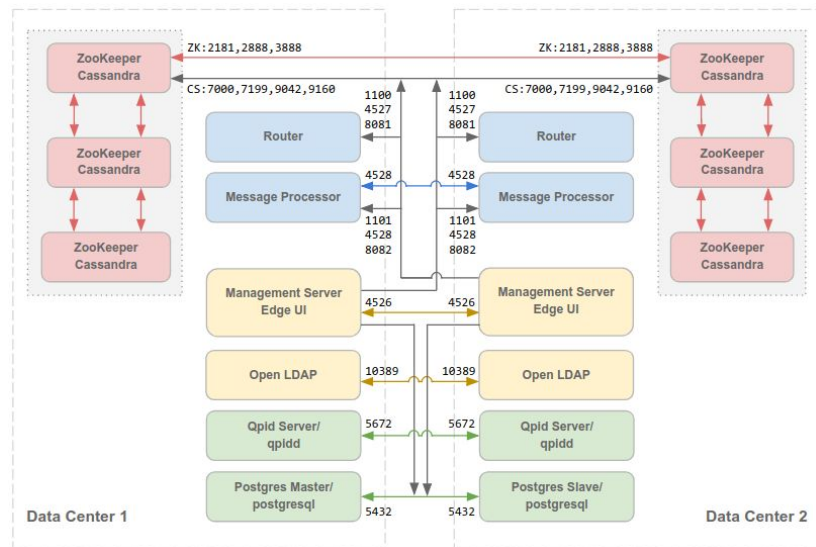 ZooKeeper
Cassandra
ZK:2181,2888,3888
ZK:2181,2888,3888
ZooKeeper
Cassandra
CS:7000,7199,9042,9160
CS:7000,7199,9042,9160
1100
4527
8081
1100
4527
8081
Router
Router
ZooKeeper
Cassandra
ZooKeeper
Cassandra
Message Processor
4528
4528
Message Processor
1101
4528
8082
1101
4528
8082
ZooKeeper
Cassandra
ZooKeeper
Cassandra
Management Server
Edge UI
4526
4526
Management Server
Edge UI
Open LDAP
10389
10389
Open LDAP
Qpid Server/
qpidd
5672
5672
Qpid Server/
qpidd
Postgres Master/
postgresql
5432
5432
Postgres Slave/
postgresql
Data Center 1
Data Center 2